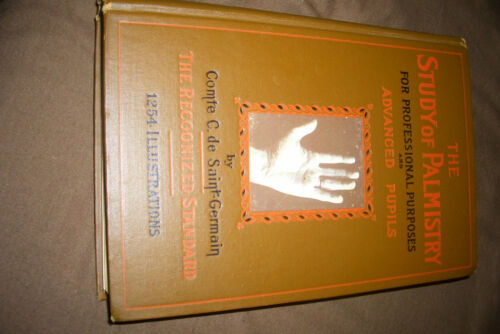 THE
STUDY OF PALMISTRY
FOR PROFESSIONAL PURPOSES
AND
ADVANCED PUPILS
by
Comte C. de Saint-Germain
THE RECOGNIZED STANDARD
1254 ILLUSTRATIONS